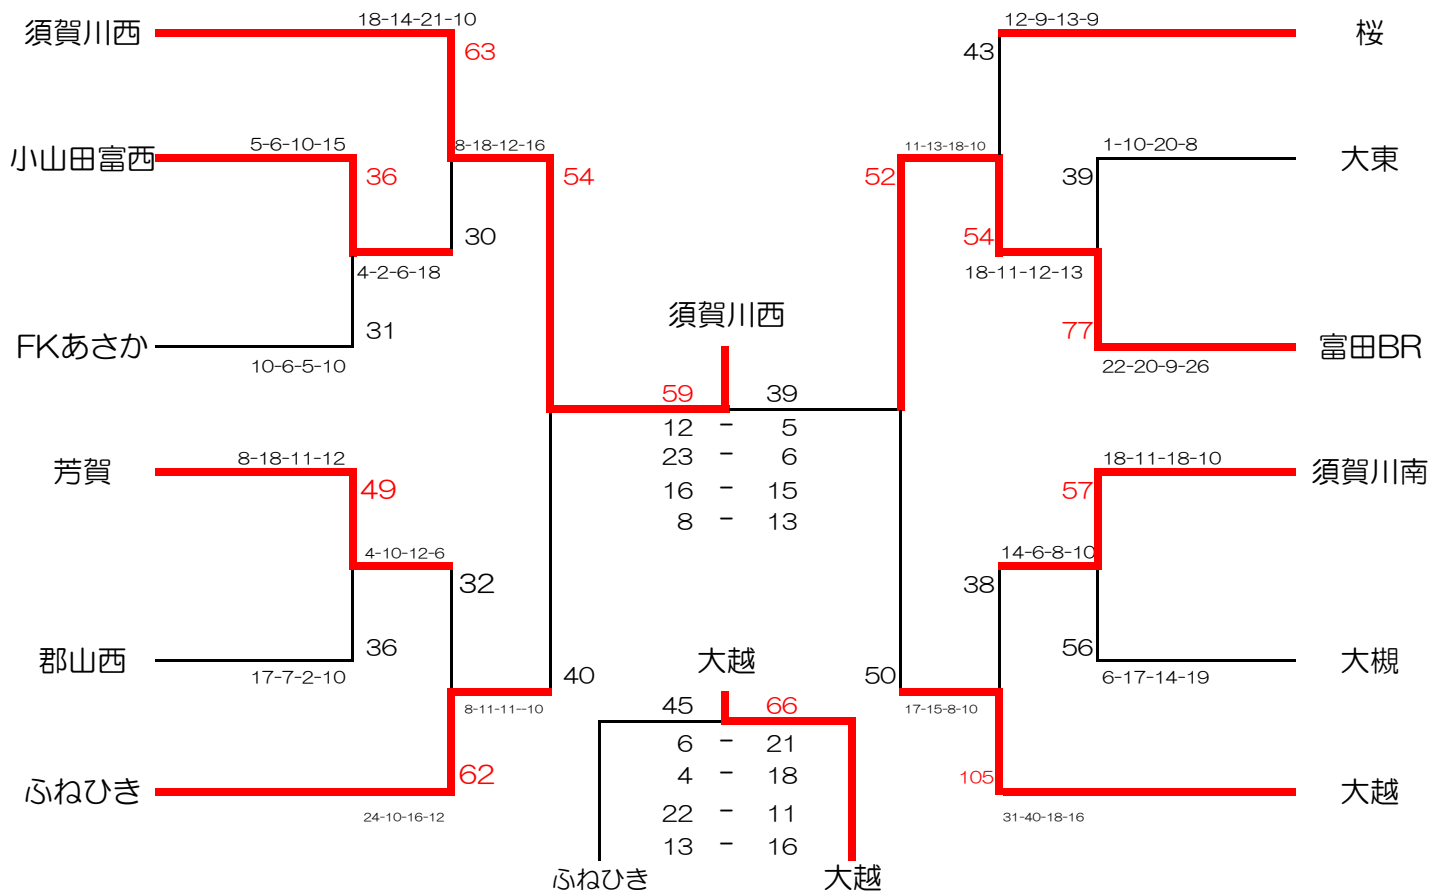 18-14-21-10
12-9-13-9
須賀川西
63
43
桜
5-6-10-15
8-18-12-16
11-13-18-10
1-10-20-8
小山田富西
36
54
52
39
大東
30
54
4-2-6-18
18-11-12-13
31
77
FKあさか
富田BR
10-6-5-10
22-20-9-26
須賀川西
59 39
12 - 5
23 - 6
16 - 15
8 - 13
8-18-11-12
18-11-18-10
芳賀
49
57
須賀川南
4-10-12-6
14-6-8-10
32
38
36
56
郡山西
大槻
17-7-2-10
6-17-14-19
大越
40
50
8-11-11--10
17-15-8-10
45 66
6 - 21
4 - 18
22 - 11
13 - 16
62
105
ふねひき
大越
24-10-16-12
31-40-18-16
ふねひき
大越